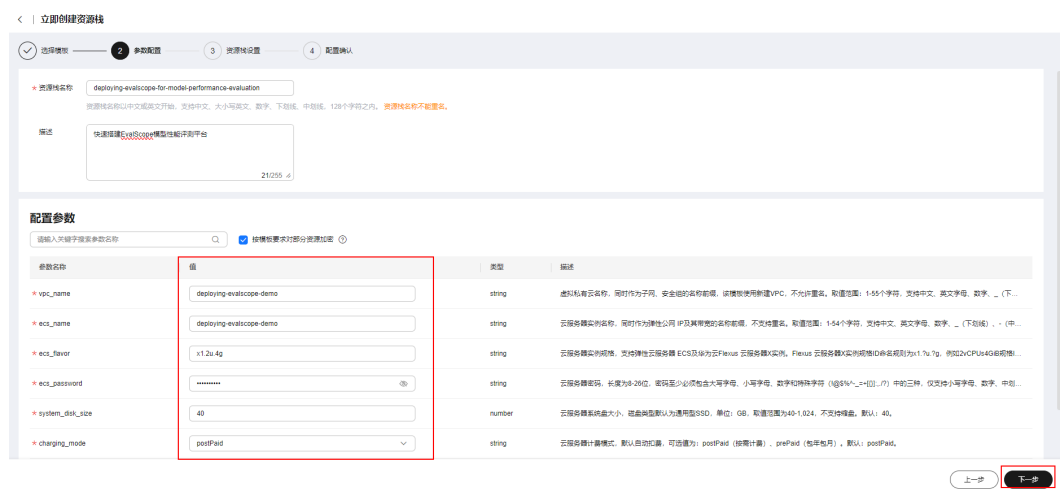 立即创建资源栈
选择模板 2 参数配置 3 资源栈设置 4 配置确认
* 资源栈名称 deploying-evalscope-for-model-performance-evaluation
资源栈名称以中文或英文开始，支持中文、大小写英文、数字、下划线、中划线，128个字符之内。 资源栈名称不能重名。
描述 快速搭建EvalScope模型性能评测平台
21/255
配置参数
请输入关键字搜索参数名称 按模板要求对部分资源加密
参数名称 值 类型 描述
* vpc_name deploying-evalscope-demo string 虚拟私有云名称，同时作为子网、安全组的名称前缀，该模板使用新建VPC，不允许重名。取值范围：1-55个字符，支持中文、英文字母、数字、_（下...
* ecs_name deploying-evalscope-demo string 云服务器实例名称，同时作为弹性公网 IP及其带宽的名称前缀，不支持重名。取值范围：1-54个字符，支持中文、英文字母、数字、_（下划线）、-（中...
* ecs_flavor x1.2u.4g string 云服务器实例规格，支持弹性云服务器 ECS及华为云Flexus 云服务器X实例。Flexus 云服务器X实例规格ID命名规则为x1.?u.?g，例如2vCPUs4GiB规格i...
* ecs_password •••••••••• string 云服务器密码，长度为8-26位，密码至少必须包含大写字母、小写字母、数字和特殊字符（!@$%^-_=+[{}]:,./?）中的三种，仅支持小写字母、数字、中划...
* system_disk_size 40 number 云服务器系统盘大小，磁盘类型默认为通用型SSD，单位：GB，取值范围为40-1,024，不支持缩盘。默认：40。
* charging_mode postPaid string 云服务器计费模式，默认自动扣费，可选值为：postPaid（按需计费）、prePaid（包年包月）。默认：postPaid。
上一步 下一步